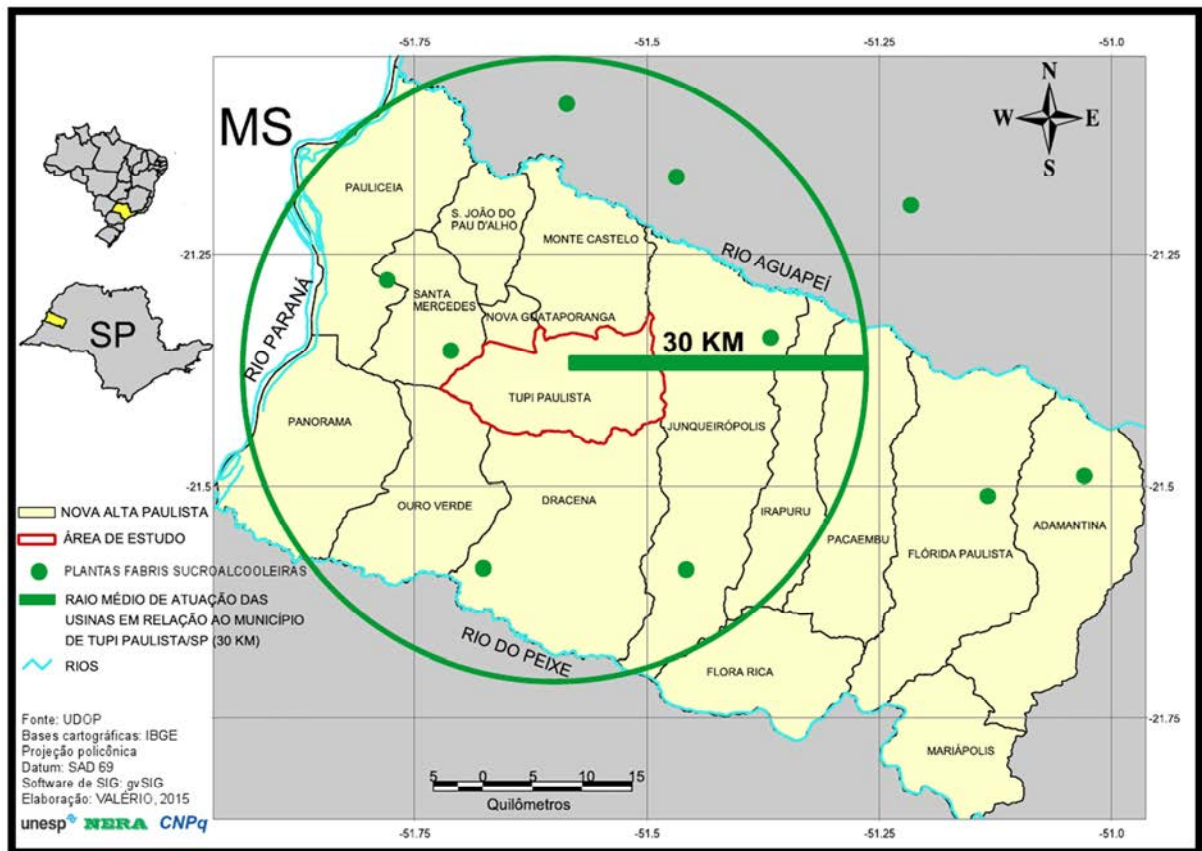 -51.75
-51.5
-51.25
-51.0
MS
N
W
E
S
PAULICEIA
S. JOÃO DO
PAU D'ALHO
MONTE CASTELO
-21.25
-21.25
RIO AGUAPEÍ
RIO PARANÁ
SANTA
MERCEDES
NOVA GUATAPORANGA
SP
30 KM
TUPI PAULISTA
PANORAMA
JUNQUEIRÓPOLIS
-21.5
-21.5
OURO VERDE
DRACENA
IRAPURU
PACAEMBU
FLÓRIDA PAULISTA
ADAMANTINA
NOVA ALTA PAULISTA
ÁREA DE ESTUDO
PLANTAS FABRIS SUCROALCOOLEIRAS
RAIO MÉDIO DE ATUAÇÃO DAS
USINAS EM RELAÇÃO AO MUNICÍPIO
DE TUPI PAULISTA/SP (30 KM)
RIOS
RIO DO PEIXE
FLORA RICA
MARIÁPOLIS
-21.75
-21.75
Fonte: UDOP
Bases cartográficas: IBGE
Projeção policônica
Datum: SAD 69
Software de SIG: gvSIG
Elaboração: VALÉRIO, 2015
unesp NERA CNPq
5 0 5 10 15
Quilômetros
-51.75
-51.5
-51.25
-51.0